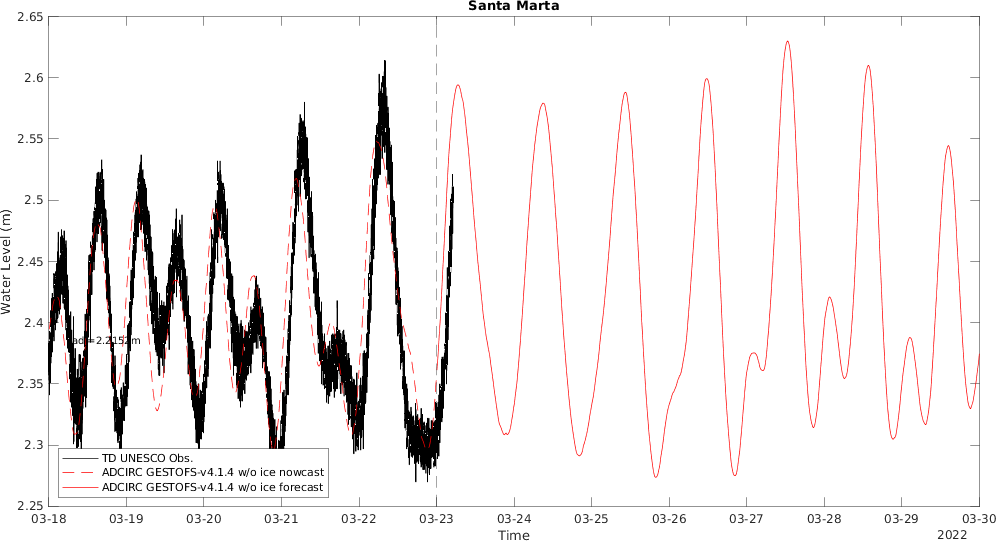 Santa Marta
Water Level (m)
2.65
2.6
2.55
2.5
2.45
2.4
2.35
2.3
2.25
TD UNESCO Obs.
ADCIRC GESTOFS-v4.1.4 w/o ice nowcast
ADCIRC GESTOFS-v4.1.4 w/o ice forecast
03-18 03-19 03-20 03-21 03-22 03-23 03-24 03-25 03-26 03-27 03-28 03-29 03-30
Time
2022